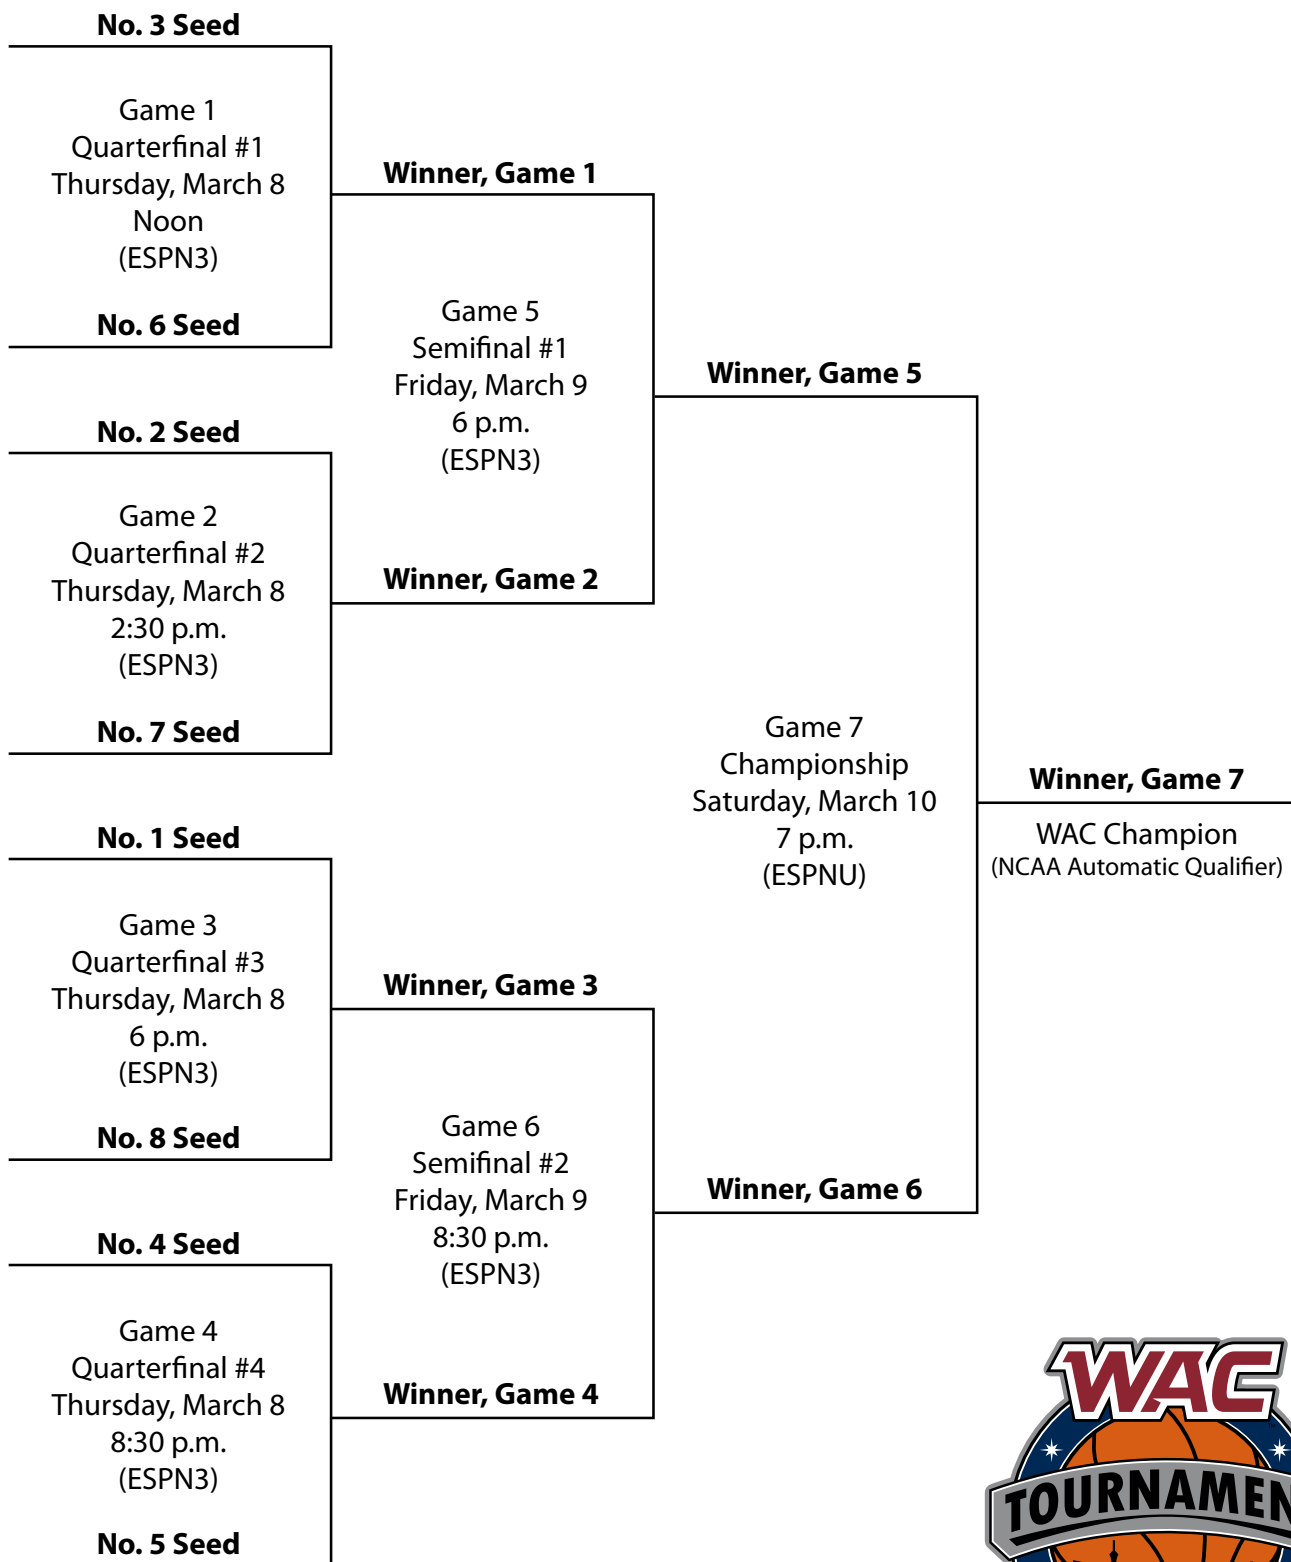 No. 3 Seed
Game 1
Quarterfinal #1
Thursday, March 8
Noon
(ESPN3)
No. 6 Seed
Winner, Game 1
No. 2 Seed
Game 2
Quarterfinal #2
Thursday, March 8
2:30 p.m.
(ESPN3)
No. 7 Seed
Winner, Game 2
Game 5
Semifinal #1
Friday, March 9
6 p.m.
(ESPN3)
Winner, Game 5
No. 1 Seed
Game 3
Quarterfinal #3
Thursday, March 8
6 p.m.
(ESPN3)
No. 8 Seed
Winner, Game 3
No. 4 Seed
Game 4
Quarterfinal #4
Thursday, March 8
8:30 p.m.
(ESPN3)
No. 5 Seed
Winner, Game 4
Game 6
Semifinal #2
Friday, March 9
8:30 p.m.
(ESPN3)
Winner, Game 6
Game 7
Championship
Saturday, March 10
7 p.m.
(ESPNU)
Winner, Game 7
WAC Champion
(NCAA Automatic Qualifier)
WAC
TOURNAMEN